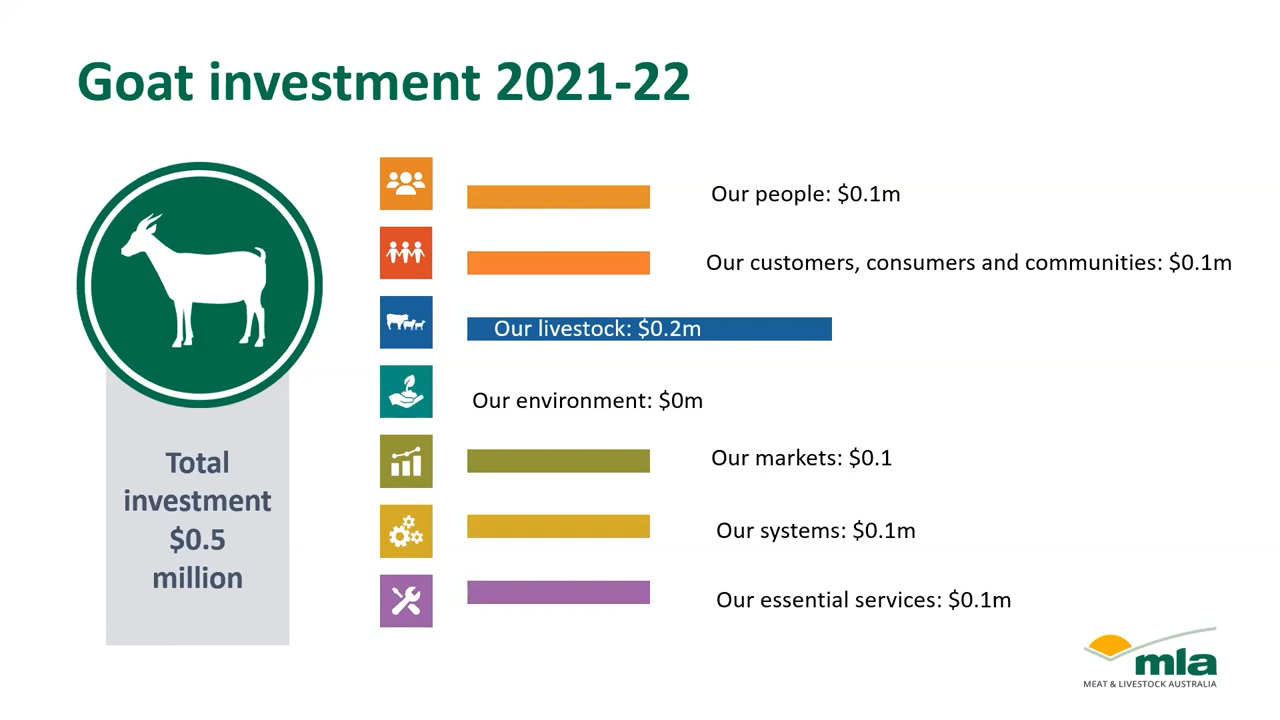 Goat investment 2021-22
Our people: $0.1m
Our customers, consumers and communities: $0.1m
Our livestock: $0.2m
Our environment: $0m
Our markets: $0.1
Our systems: $0.1m
Our essential services: $0.1m
Total
investment
$0.5
million
mla
MEAT & LIVESTOCK AUSTRALIA